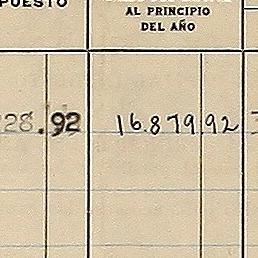 PUESTO
AL PRINCIPIO
DEL AÑO
28.92
16.879.92